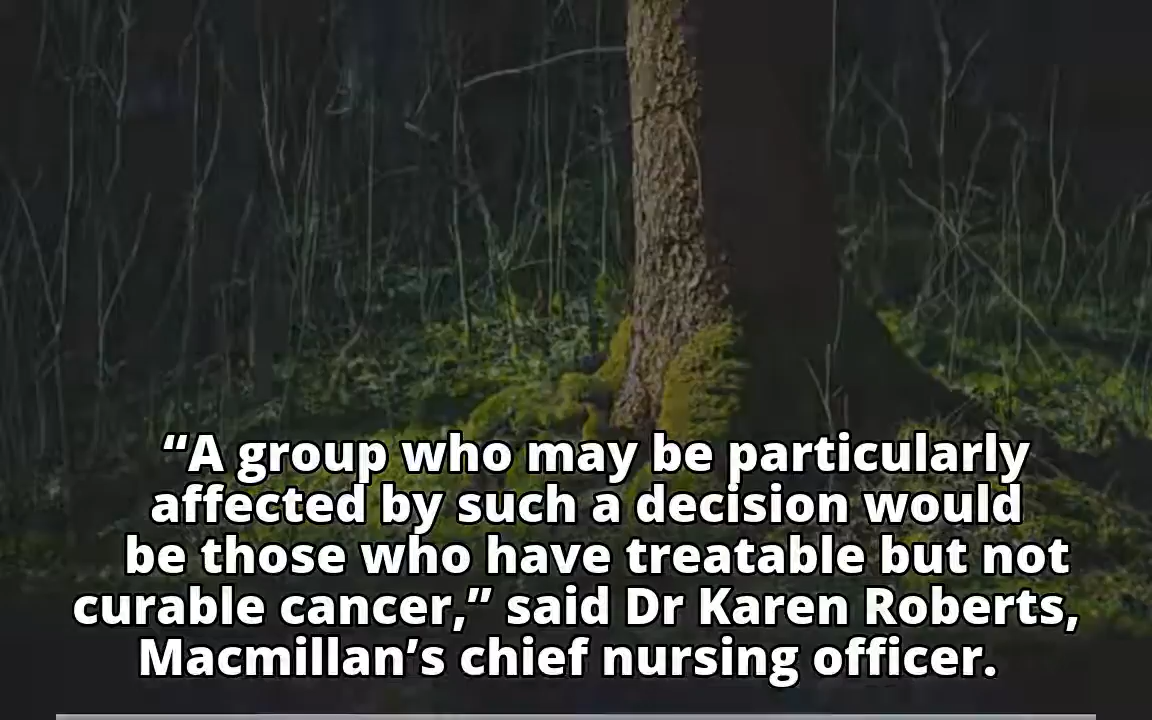 “A group who may be particularly
affected by such a decision would
be those who have treatable but not
curable cancer,” said Dr Karen Roberts,
Macmillan’s chief nursing officer.